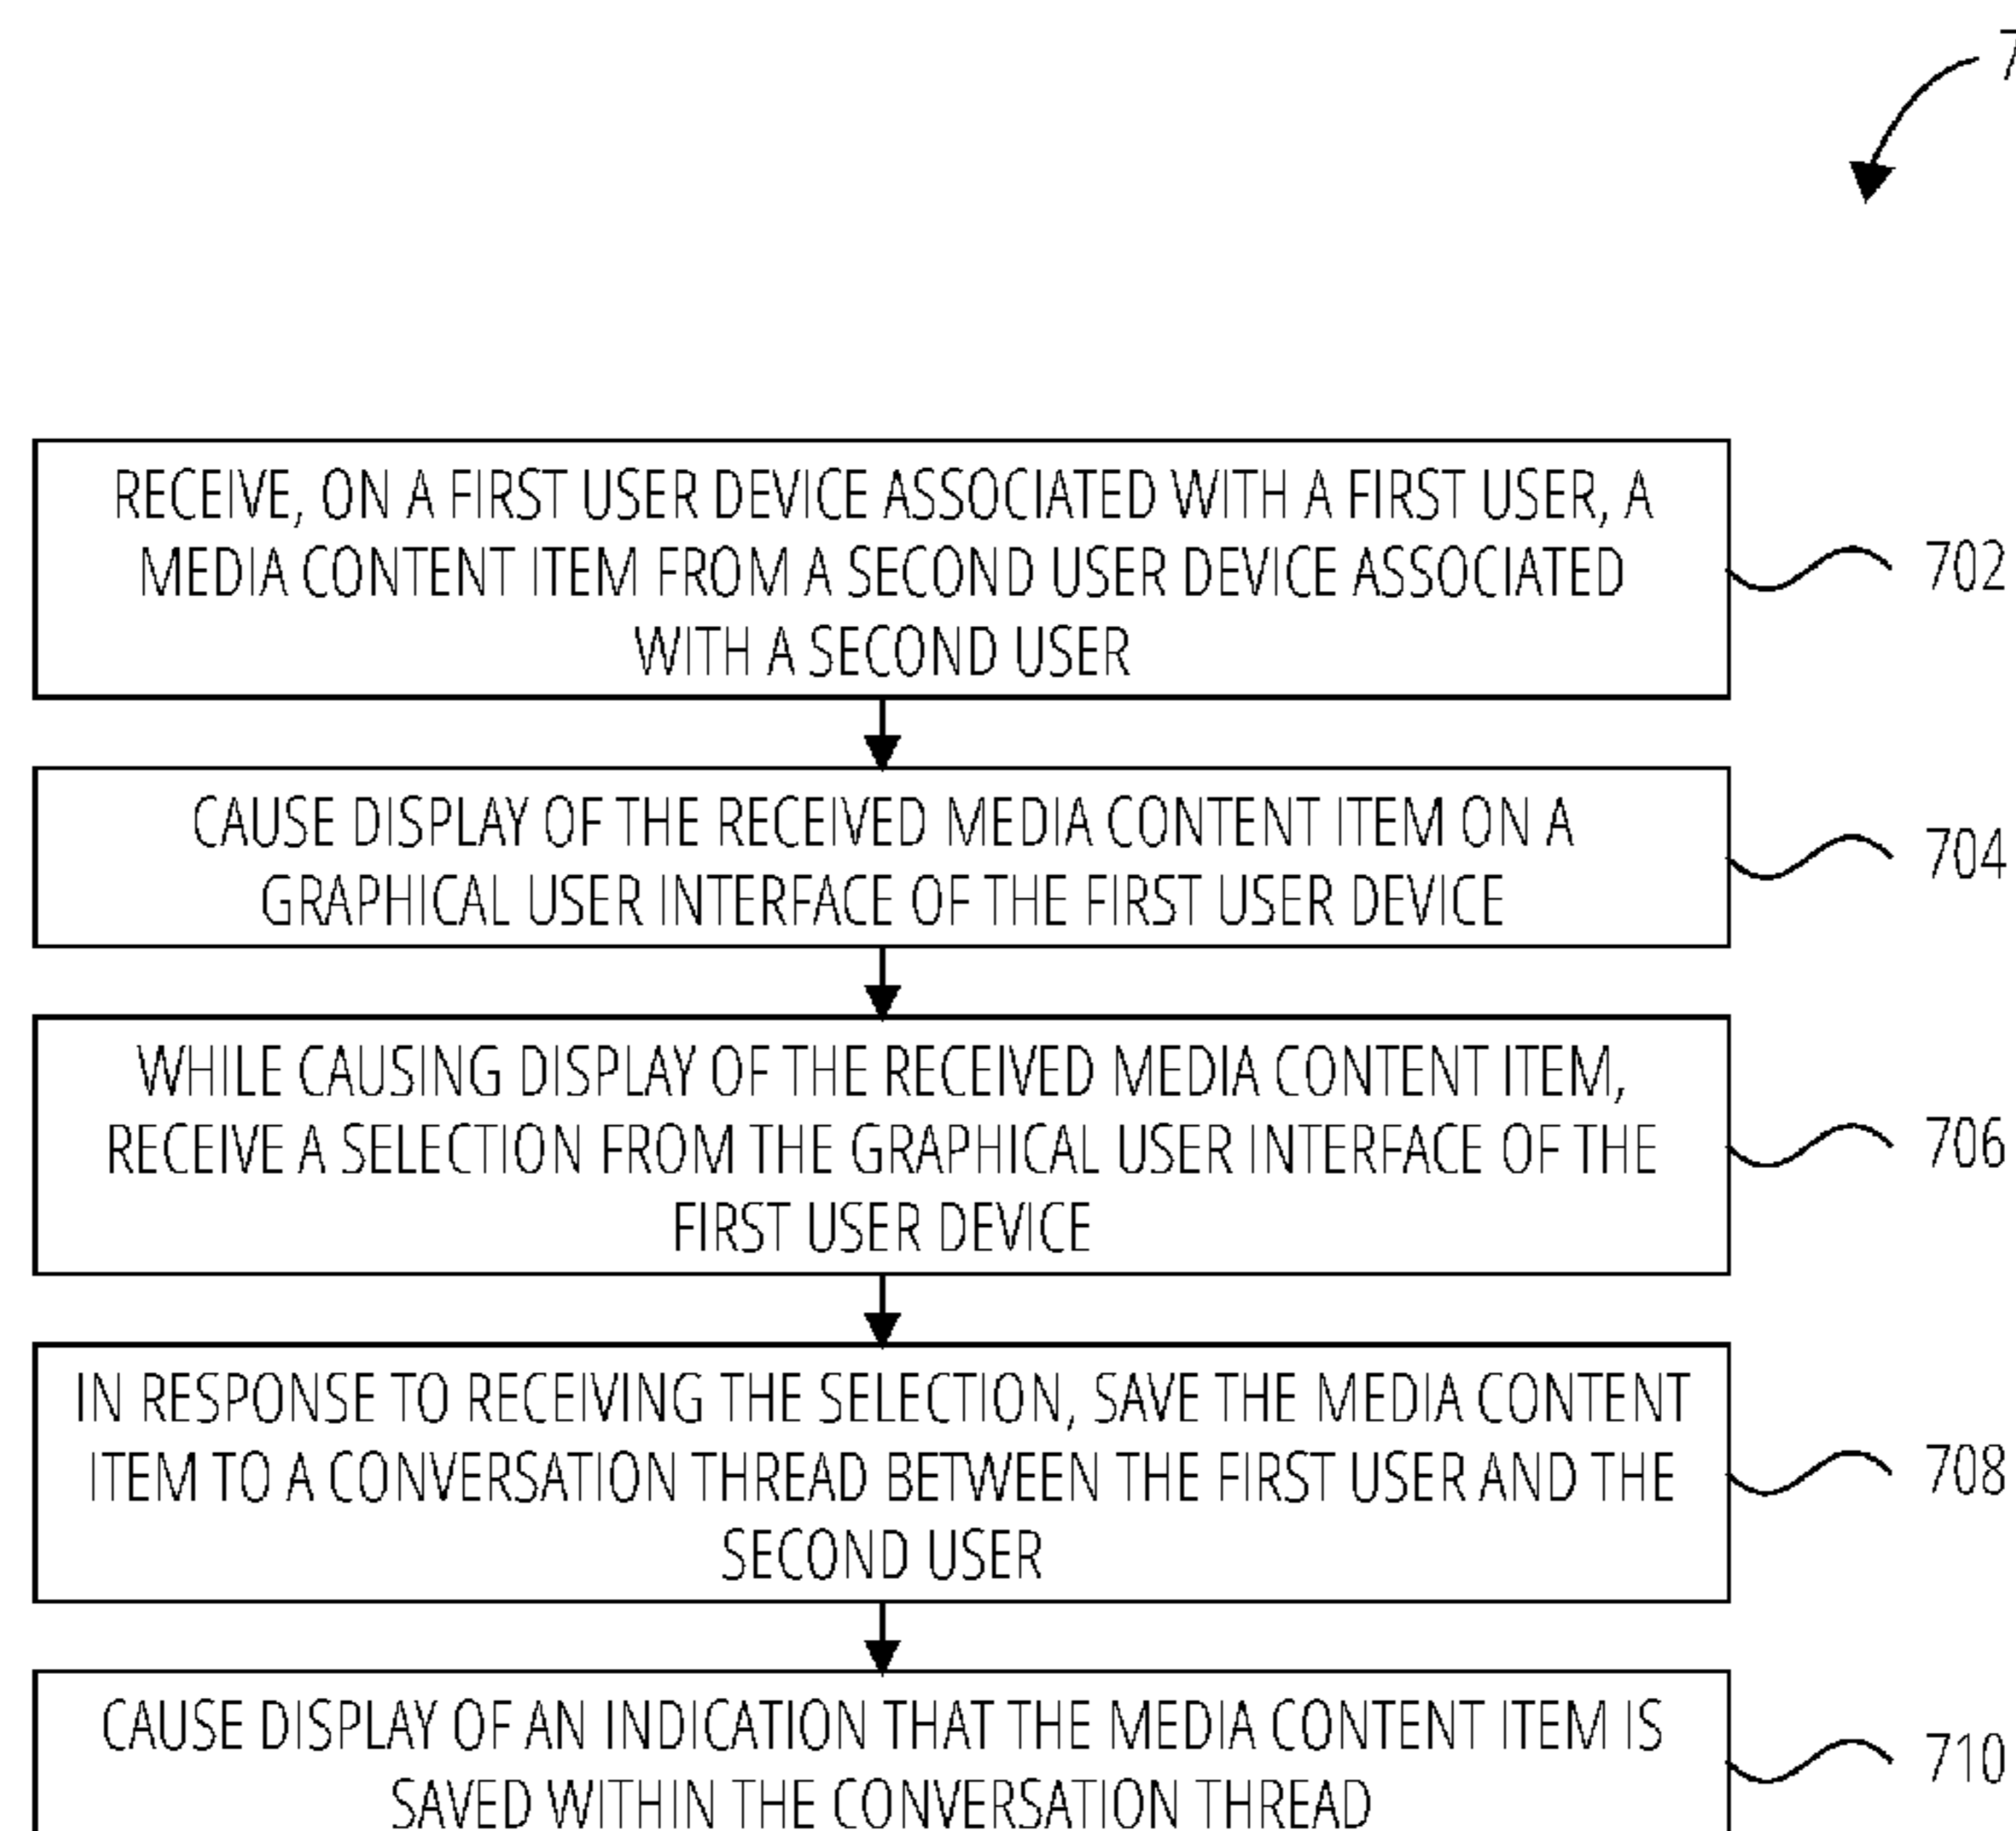 RECEIVE, ON A FIRST USER DEVICE ASSOCIATED WITH A FIRST USER, A
MEDIA CONTENT ITEM FROM A SECOND USER DEVICE ASSOCIATED
WITH A SECOND USER
702
CAUSE DISPLAY OF THE RECEIVED MEDIA CONTENT ITEM ON A
GRAPHICAL USER INTERFACE OF THE FIRST USER DEVICE
704
WHILE CAUSING DISPLAY OF THE RECEIVED MEDIA CONTENT ITEM,
RECEIVE A SELECTION FROM THE GRAPHICAL USER INTERFACE OF THE
FIRST USER DEVICE
706
IN RESPONSE TO RECEIVING THE SELECTION, SAVE THE MEDIA CONTENT
ITEM TO A CONVERSATION THREAD BETWEEN THE FIRST USER AND THE
SECOND USER
708
CAUSE DISPLAY OF AN INDICATION THAT THE MEDIA CONTENT ITEM IS
SAVED WITHIN THE CONVERSATION THREAD
710